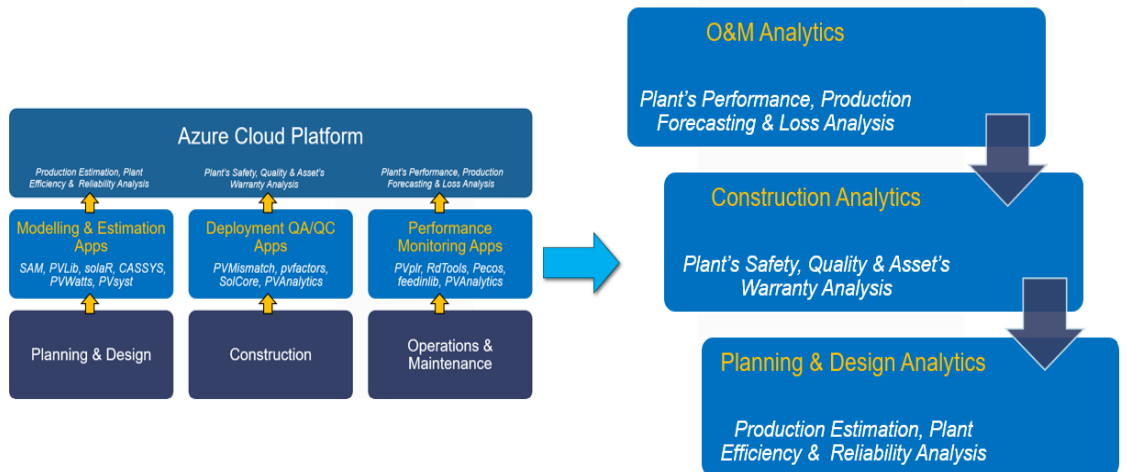 Azure Cloud Platform
Production Estimation, Plant
Efficiency & Reliability Analysis
Plant's Safety, Quality & Asset's
Warranty Analysis
Plant's Performance, Production
Forecasting & Loss Analysis
Modelling & Estimation
Apps
SAM, PVLib, solaR, CASSYS,
PVWatts, PVsyst
Deployment QA/QC
Apps
PVMismatch, pvfactors,
SolCore, PVAnalytics
Performance
Monitoring Apps
PVplr, RdTools, Pecos,
feedinlib, PVAnalytics
Planning & Design
Construction
Operations &
Maintenance
O&M Analytics
Plant's Performance, Production
Forecasting & Loss Analysis
Construction Analytics
Plant's Safety, Quality & Asset's
Warranty Analysis
Planning & Design Analytics
Production Estimation, Plant
Efficiency & Reliability Analysis